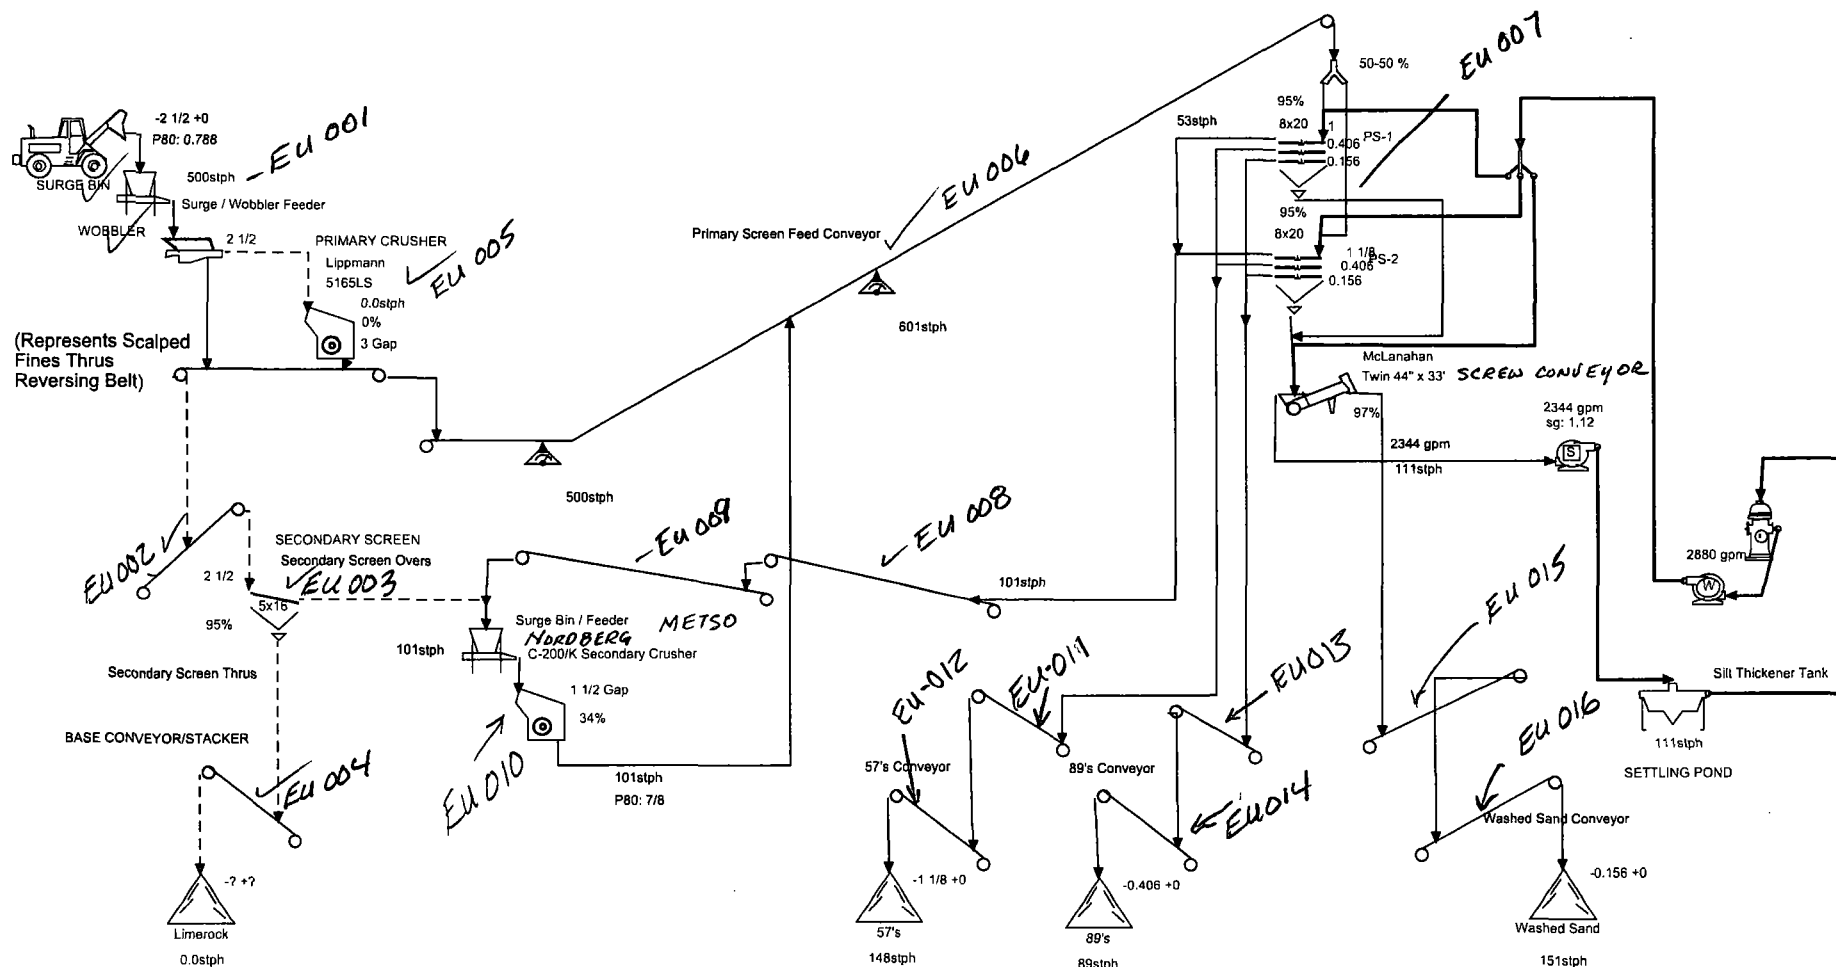 -2 1/2 +0
P80: 0.788
EU 001
SURGE BIN
500stph
Surge / Wobbler Feeder
WOBBLER
2 1/2
PRIMARY CRUSHER
Lippmann
5165LS
EU 005
0.0stph
0%
3 Gap
(Represents Scalped
Fines Thrus
Reversing Belt)
Primary Screen Feed Conveyor
EU 006
601stph
500stph
50-50 %
EU 007
95%
8x20
53stph
1
PS-1
0.406
0.156
95%
8x20
1 1/8
PS-2
0.406
0.156
McLanahan
Twin 44" x 33' SCREW CONVEYOR
97%
2344 gpm
sg: 1.12
S
2344 gpm
111stph
2880 gpm
W
EU 002
SECONDARY SCREEN
Secondary Screen Overs
2 1/2
EU 003
5x16
95%
Secondary Screen Thrus
EU 009
EU 008
101stph
Surge Bin / Feeder
NORDBERG METSO
C-200/K Secondary Crusher
101stph
1 1/2 Gap
34%
EU 010
101stph
P80: 7/8
BASE CONVEYOR/STACKER
EU 004
-? +?
Limerock
0.0stph
EU-012
EU-011
EU013
EU 015
EU 016
57's Conveyor
89's Conveyor
EU014
Silt Thickener Tank
111stph
SETTLING POND
Washed Sand Conveyor
-1 1/8 +0
57's
148stph
-0.406 +0
89's
89stph
-0.156 +0
Washed Sand
151stph